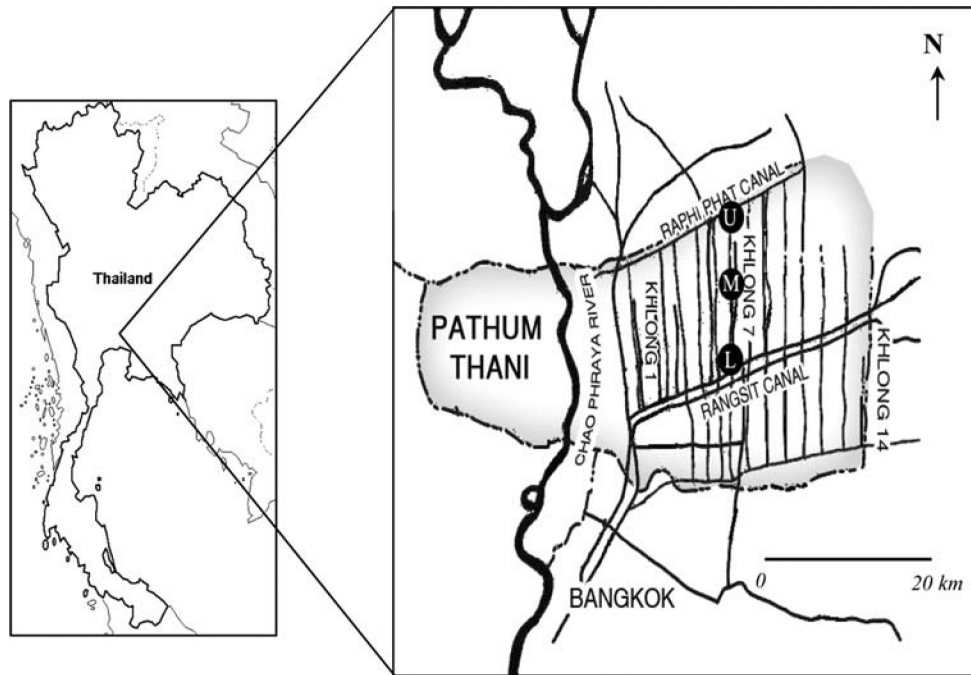 Thailand
N
RAPHI PHAT CANAL
U
KHLONG 7
M
KHLONG 1
PATHUM
THANI
CHAO PHRAYA RIVER
L
RANGSIT CANAL
KHLONG 14
BANGKOK
0
20 km